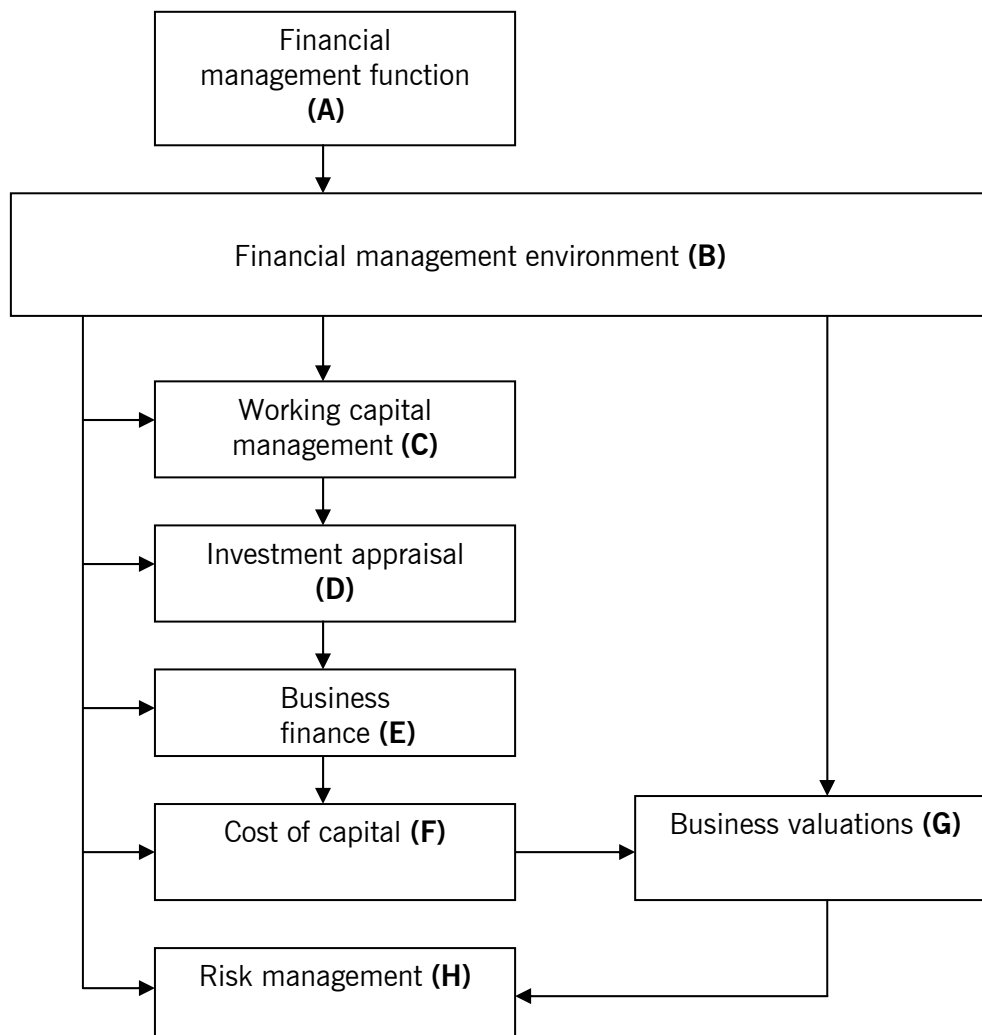 Financial
management function
(A)
Financial management environment (B)
Working capital
management (C)
Investment appraisal
(D)
Business
finance (E)
Cost of capital (F)
Business valuations (G)
Risk management (H)